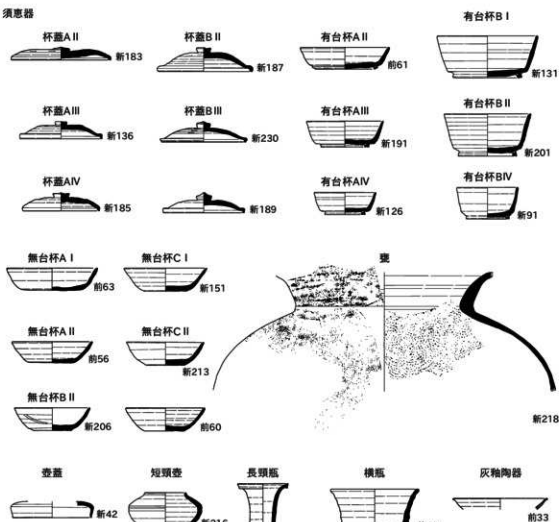 須恵器
杯蓋AⅡ
新183
杯蓋BⅡ
新187
有台杯AⅡ
前61
有台杯BⅠ
新131
杯蓋AⅢ
新136
杯蓋BⅢ
新230
有台杯AⅢ
新191
有台杯BⅡ
新201
杯蓋AⅣ
新185
新189
有台杯AⅣ
新126
有台杯BⅣ
新91
無台杯AⅠ
前63
無台杯CⅠ
新151
甕
新218
無台杯AⅡ
前56
無台杯CⅡ
新213
無台杯BⅡ
新206
前60
壺蓋
新42
短頸壺
長頸瓶
横瓶
灰釉陶器
前33